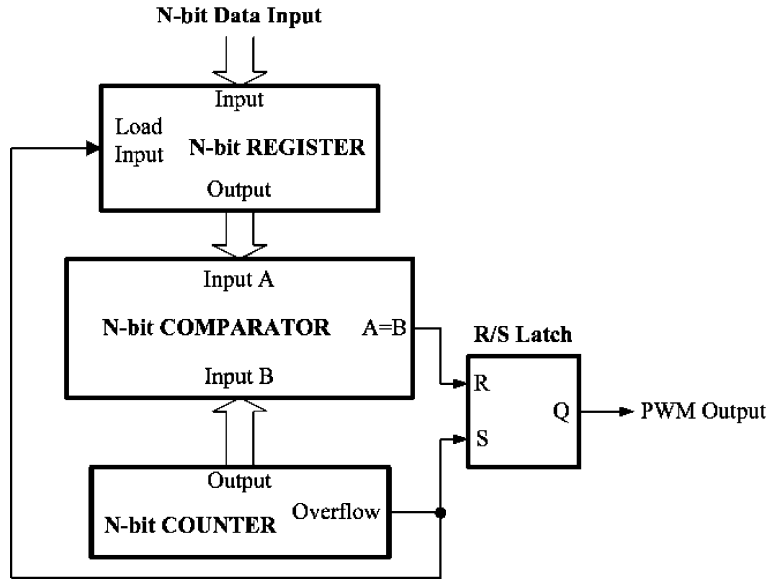 N-bit Data Input
Input
Load
Input
N-bit REGISTER
Output
Input A
N-bit COMPARATOR
A=B
Input B
R/S Latch
R
Q
PWM Output
S
Output
Overflow
N-bit COUNTER